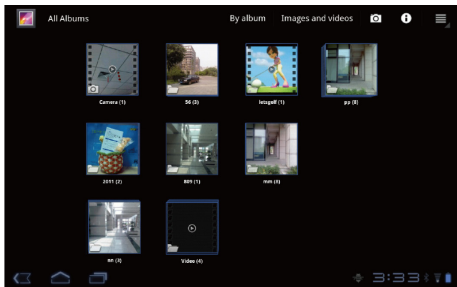 All Albums By album Images and videos
Camera (1) 56 (3) letsgolf (1) pp (8)
2011 (2) 809 (1) mm (8)
nn (3) Video (4)
3:33